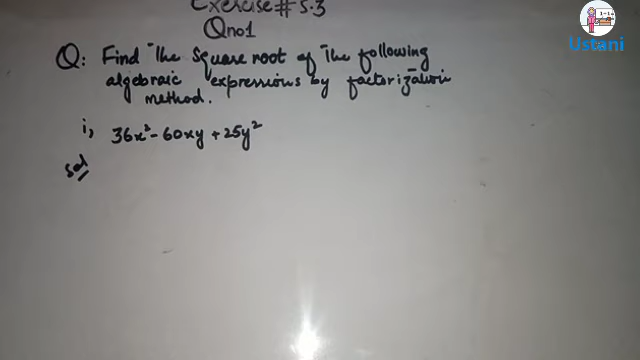 Exercise # 5.3
Qno1
Q: Find The Square root of The following
algebraic expressions by factorization
method.
i, 36x² - 60xy + 25y²
Sol
Ustani